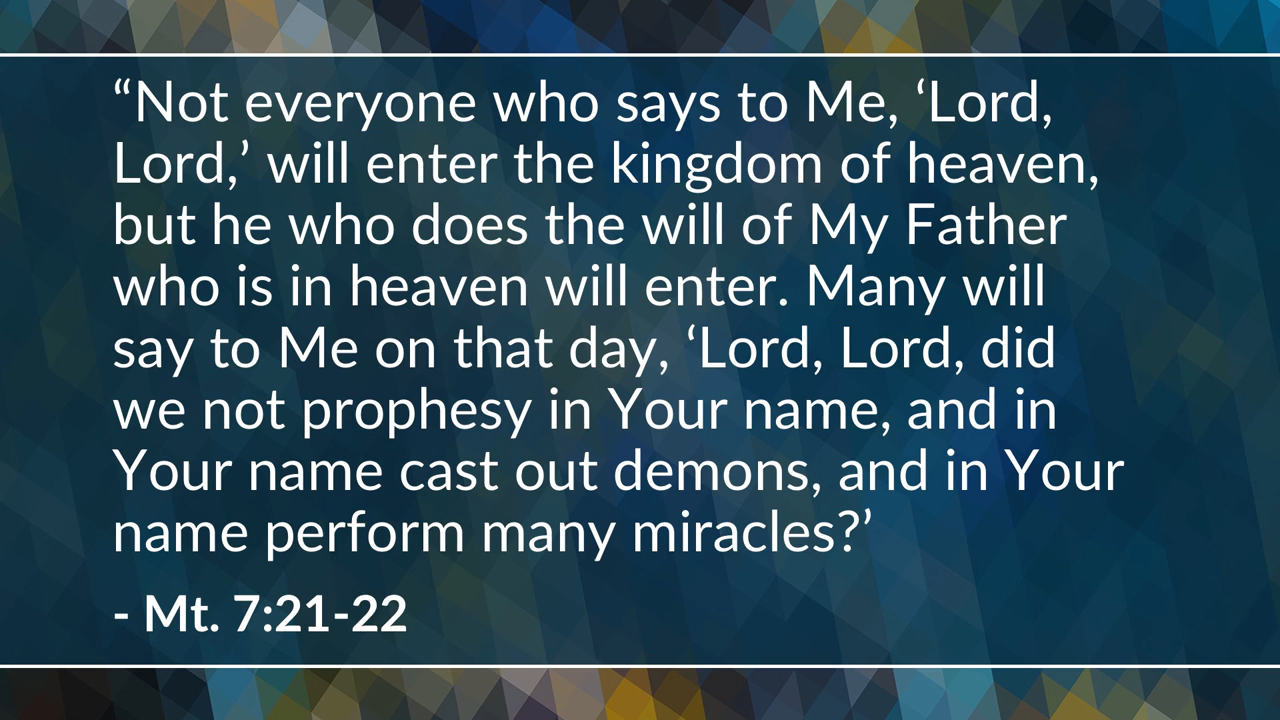 “Not everyone who says to Me, ‘Lord,
Lord,’ will enter the kingdom of heaven,
but he who does the will of My Father
who is in heaven will enter. Many will
say to Me on that day, ‘Lord, Lord, did
we not prophesy in Your name, and in
Your name cast out demons, and in Your
name perform many miracles?’
- Mt. 7:21-22